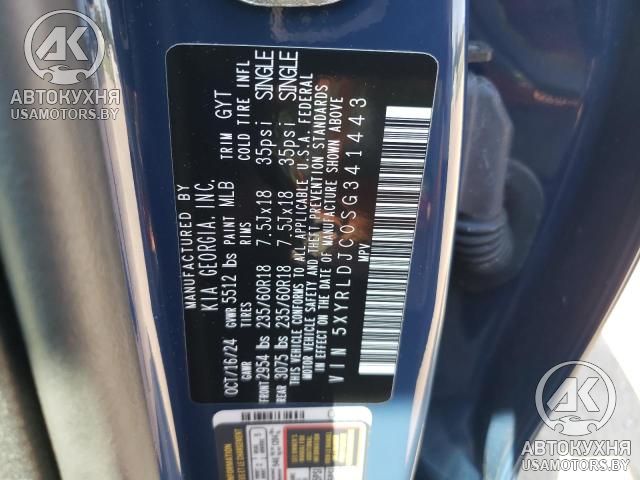 MANUFACTURED BY
KIA GEORGIA, INC.
OCT/16/24 GVWR 5512 lbs PAINT MLB TRIM GYT
GAWR TIRES RIMS COLD TIRE INFL
FRONT 2954 lbs 235/60R18 7.5Jx18 35psi SINGLE
REAR 3075 lbs 235/60R18 7.5Jx18 35psi SINGLE
THIS VEHICLE CONFORMS TO ALL APPLICABLE U.S.A. FEDERAL
MOTOR VEHICLE SAFETY AND THEFT PREVENTION STANDARDS
IN EFFECT ON THE DATE OF MANUFACTURE SHOWN ABOVE
VIN 5XYRLDJC0SG341443
MPV
AK
АВТОКУХНЯ
USAMOTORS.BY
AK
АВТОКУХНЯ
USAMOTORS.BY